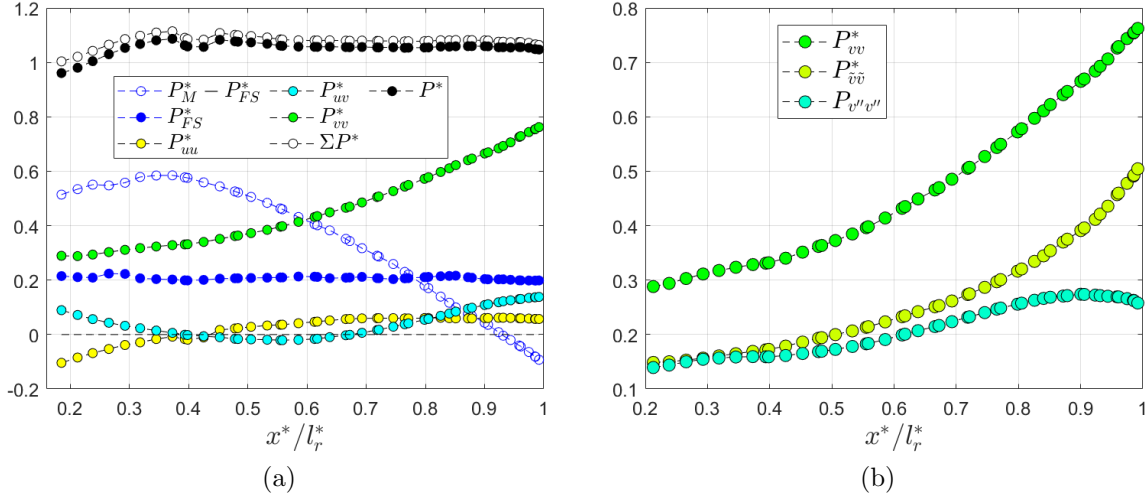 1.2
1
0.8
0.6
0.4
0.2
0
-0.2
P*_M − P*_FS
P*_FS
P*_uu
P*_uv
P*_vv
ΣP*
P*
0.2 0.3 0.4 0.5 0.6 0.7 0.8 0.9 1
x*/l*_r
(a)
0.8
0.7
0.6
0.5
0.4
0.3
0.2
0.1
P*_vv
P*_ṽṽ
P_v″v″
0.2 0.3 0.4 0.5 0.6 0.7 0.8 0.9 1
x*/l*_r
(b)